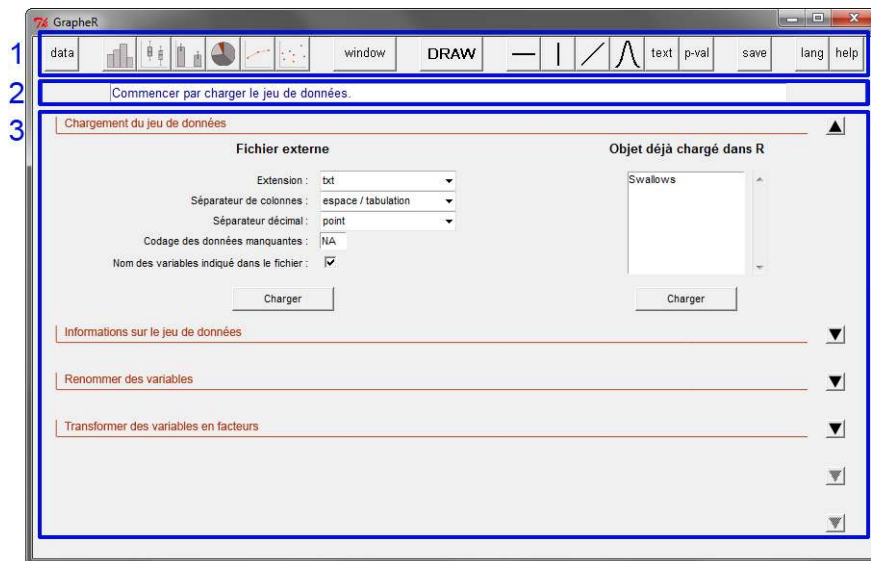 GrapheR
1
data window DRAW text p-val save lang help
2
Commencer par charger le jeu de données.
3
Chargement du jeu de données
Fichier externe
Objet déjà chargé dans R
Extension : txt
Séparateur de colonnes : espace / tabulation
Séparateur décimal : point
Codage des données manquantes : NA
Nom des variables indiqué dans le fichier :
Swallows
Charger
Charger
Informations sur le jeu de données
Renommer des variables
Transformer des variables en facteurs